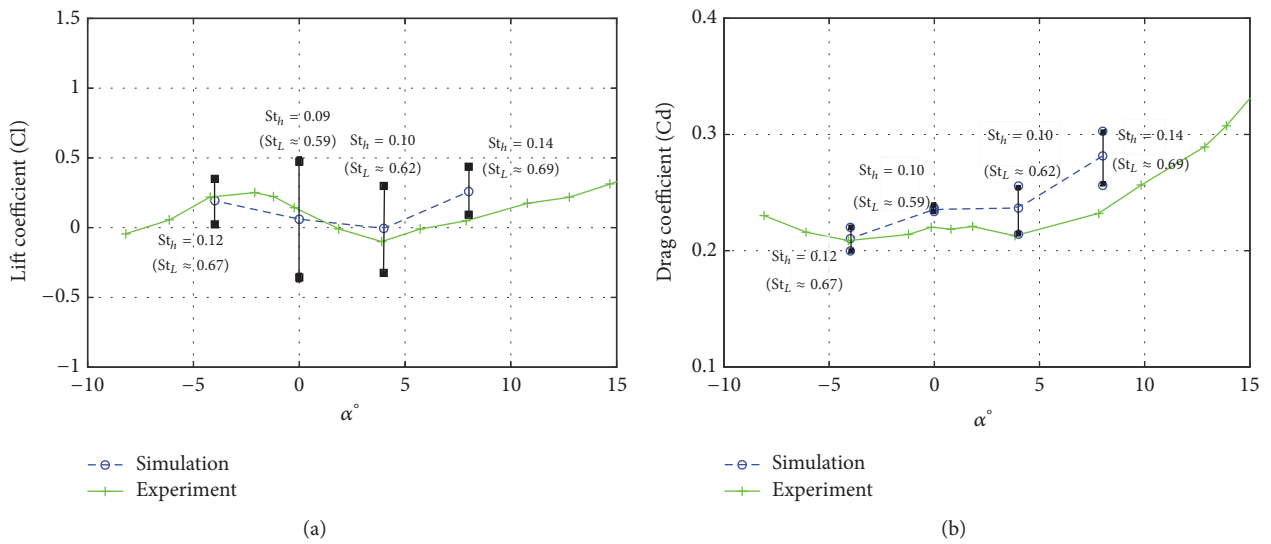 1.5
1
0.5
0
−0.5
−1
Lift coefficient (Cl)
St_h = 0.09
(St_L ≈ 0.59)
St_h = 0.10
(St_L ≈ 0.62)
St_h = 0.14
(St_L ≈ 0.69)
St_h = 0.12
(St_L ≈ 0.67)
−10 −5 0 5 10 15
α°
Simulation
Experiment
(a)
0.4
0.3
0.2
0.1
Drag coefficient (Cd)
St_h = 0.10
(St_L ≈ 0.62)
St_h = 0.14
(St_L ≈ 0.69)
St_h = 0.10
(St_L ≈ 0.59)
St_h = 0.12
(St_L ≈ 0.67)
−10 −5 0 5 10 15
α°
Simulation
Experiment
(b)